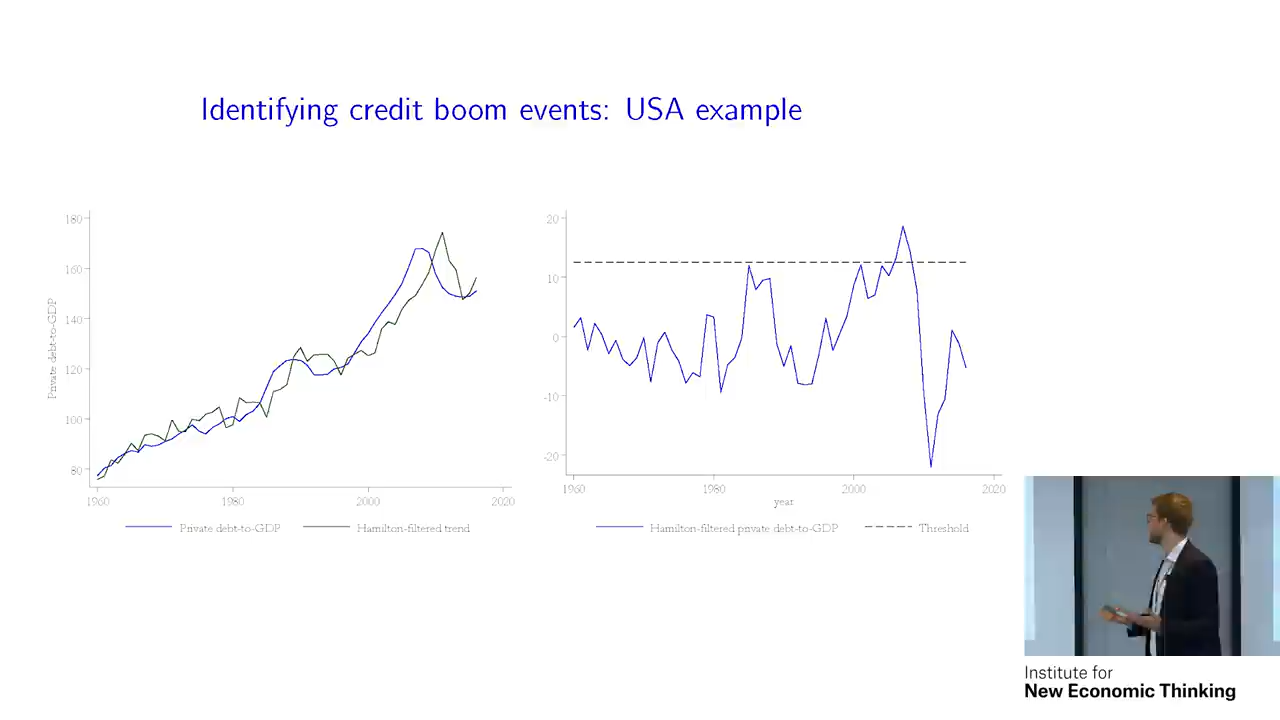 Identifying credit boom events: USA example
Private debt-to-GDP
180
160
140
120
100
80
1960
1980
2000
2020
Private debt-to-GDP
Hamilton-filtered trend
20
10
0
-10
-20
1960
1980
2000
2020
year
Hamilton-filtered private debt-to-GDP
Threshold
Institute for
New Economic Thinking